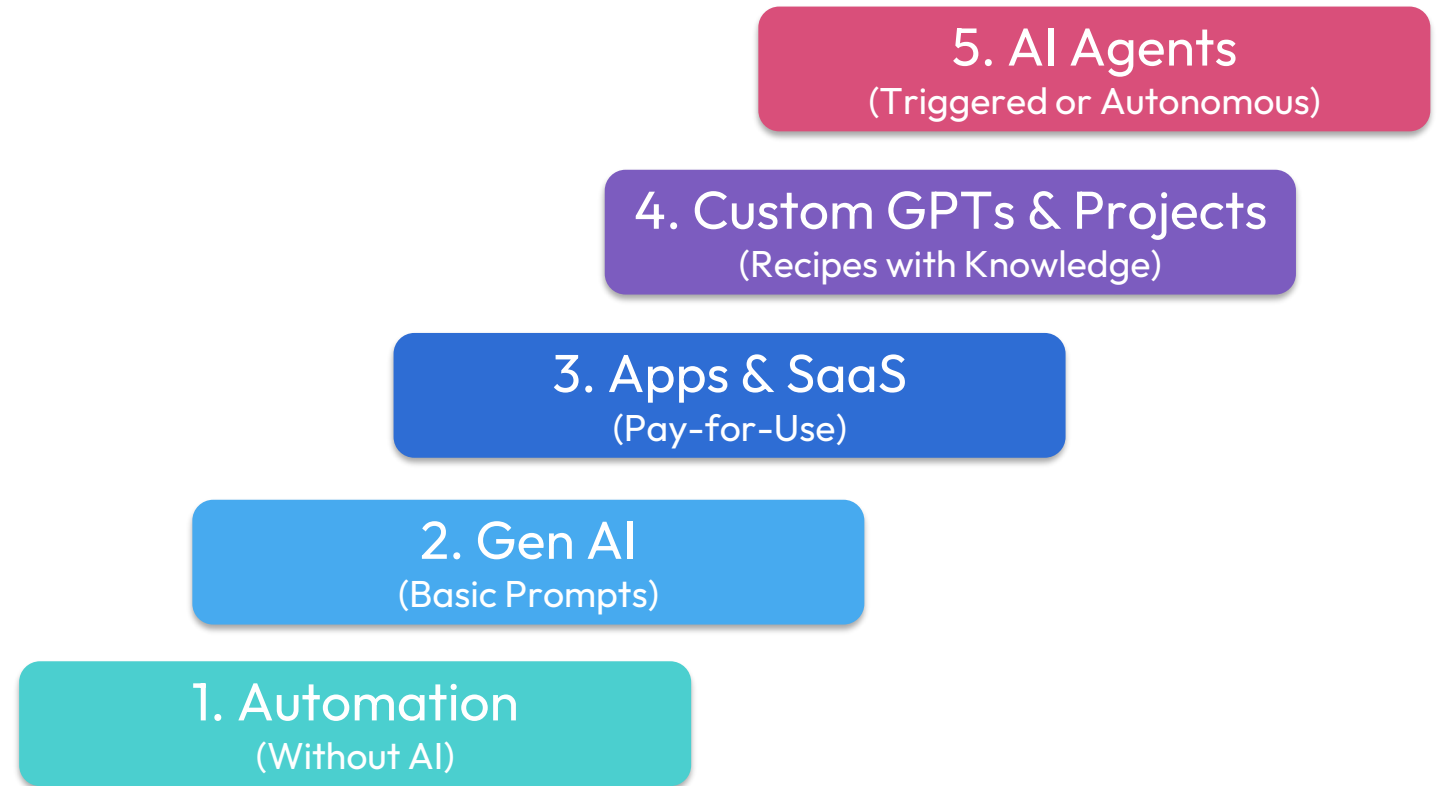 5. AI Agents
(Triggered or Autonomous)
4. Custom GPTs & Projects
(Recipes with Knowledge)
3. Apps & SaaS
(Pay-for-Use)
2. Gen AI
(Basic Prompts)
1. Automation
(Without AI)